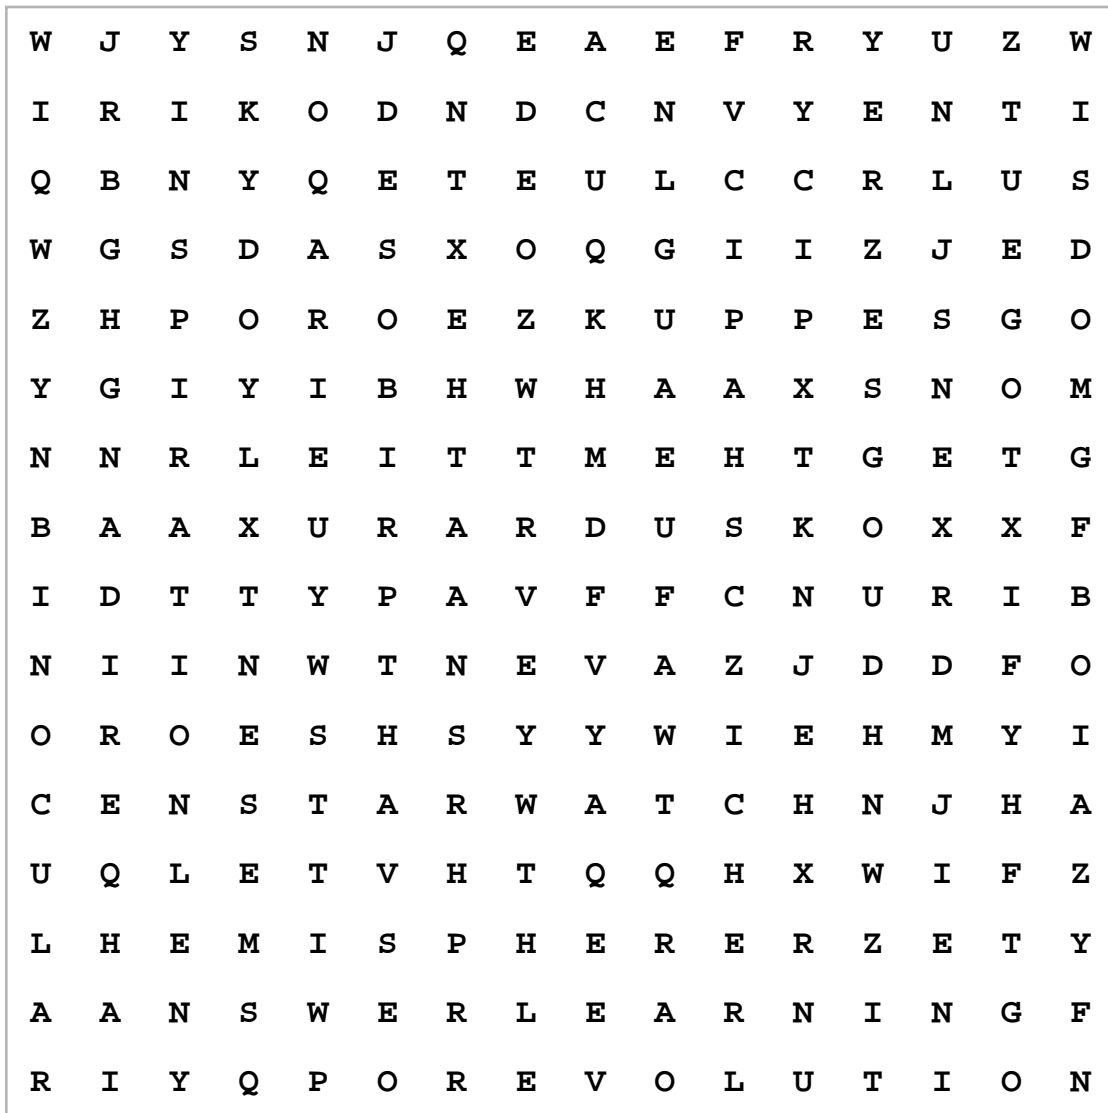 W J Y S N J Q E A E F R Y U Z W
I R I K O D N D C N V Y E N T I
Q B N Y Q E T E U L C C R L U S
W G S D A S X O Q G I I Z J E D
Z H P O R O E Z K U P P E S G O
Y G I Y I B H W H A A X S N O M
N N R L E I T T M E H T G E T G
B A A X U R A R D U S K O X X F
I D T T Y P A V F F C N U R I B
N I I N W T N E V A Z J D D F O
O R O E S H S Y Y W I E H M Y I
C E N S T A R W A T C H N J H A
U Q L E T V H T Q Q H X W I F Z
L H E M I S P H E R E R Z E T Y
A A N S W E R L E A R N I N G F
R I Y Q P O R E V O L U T I O N